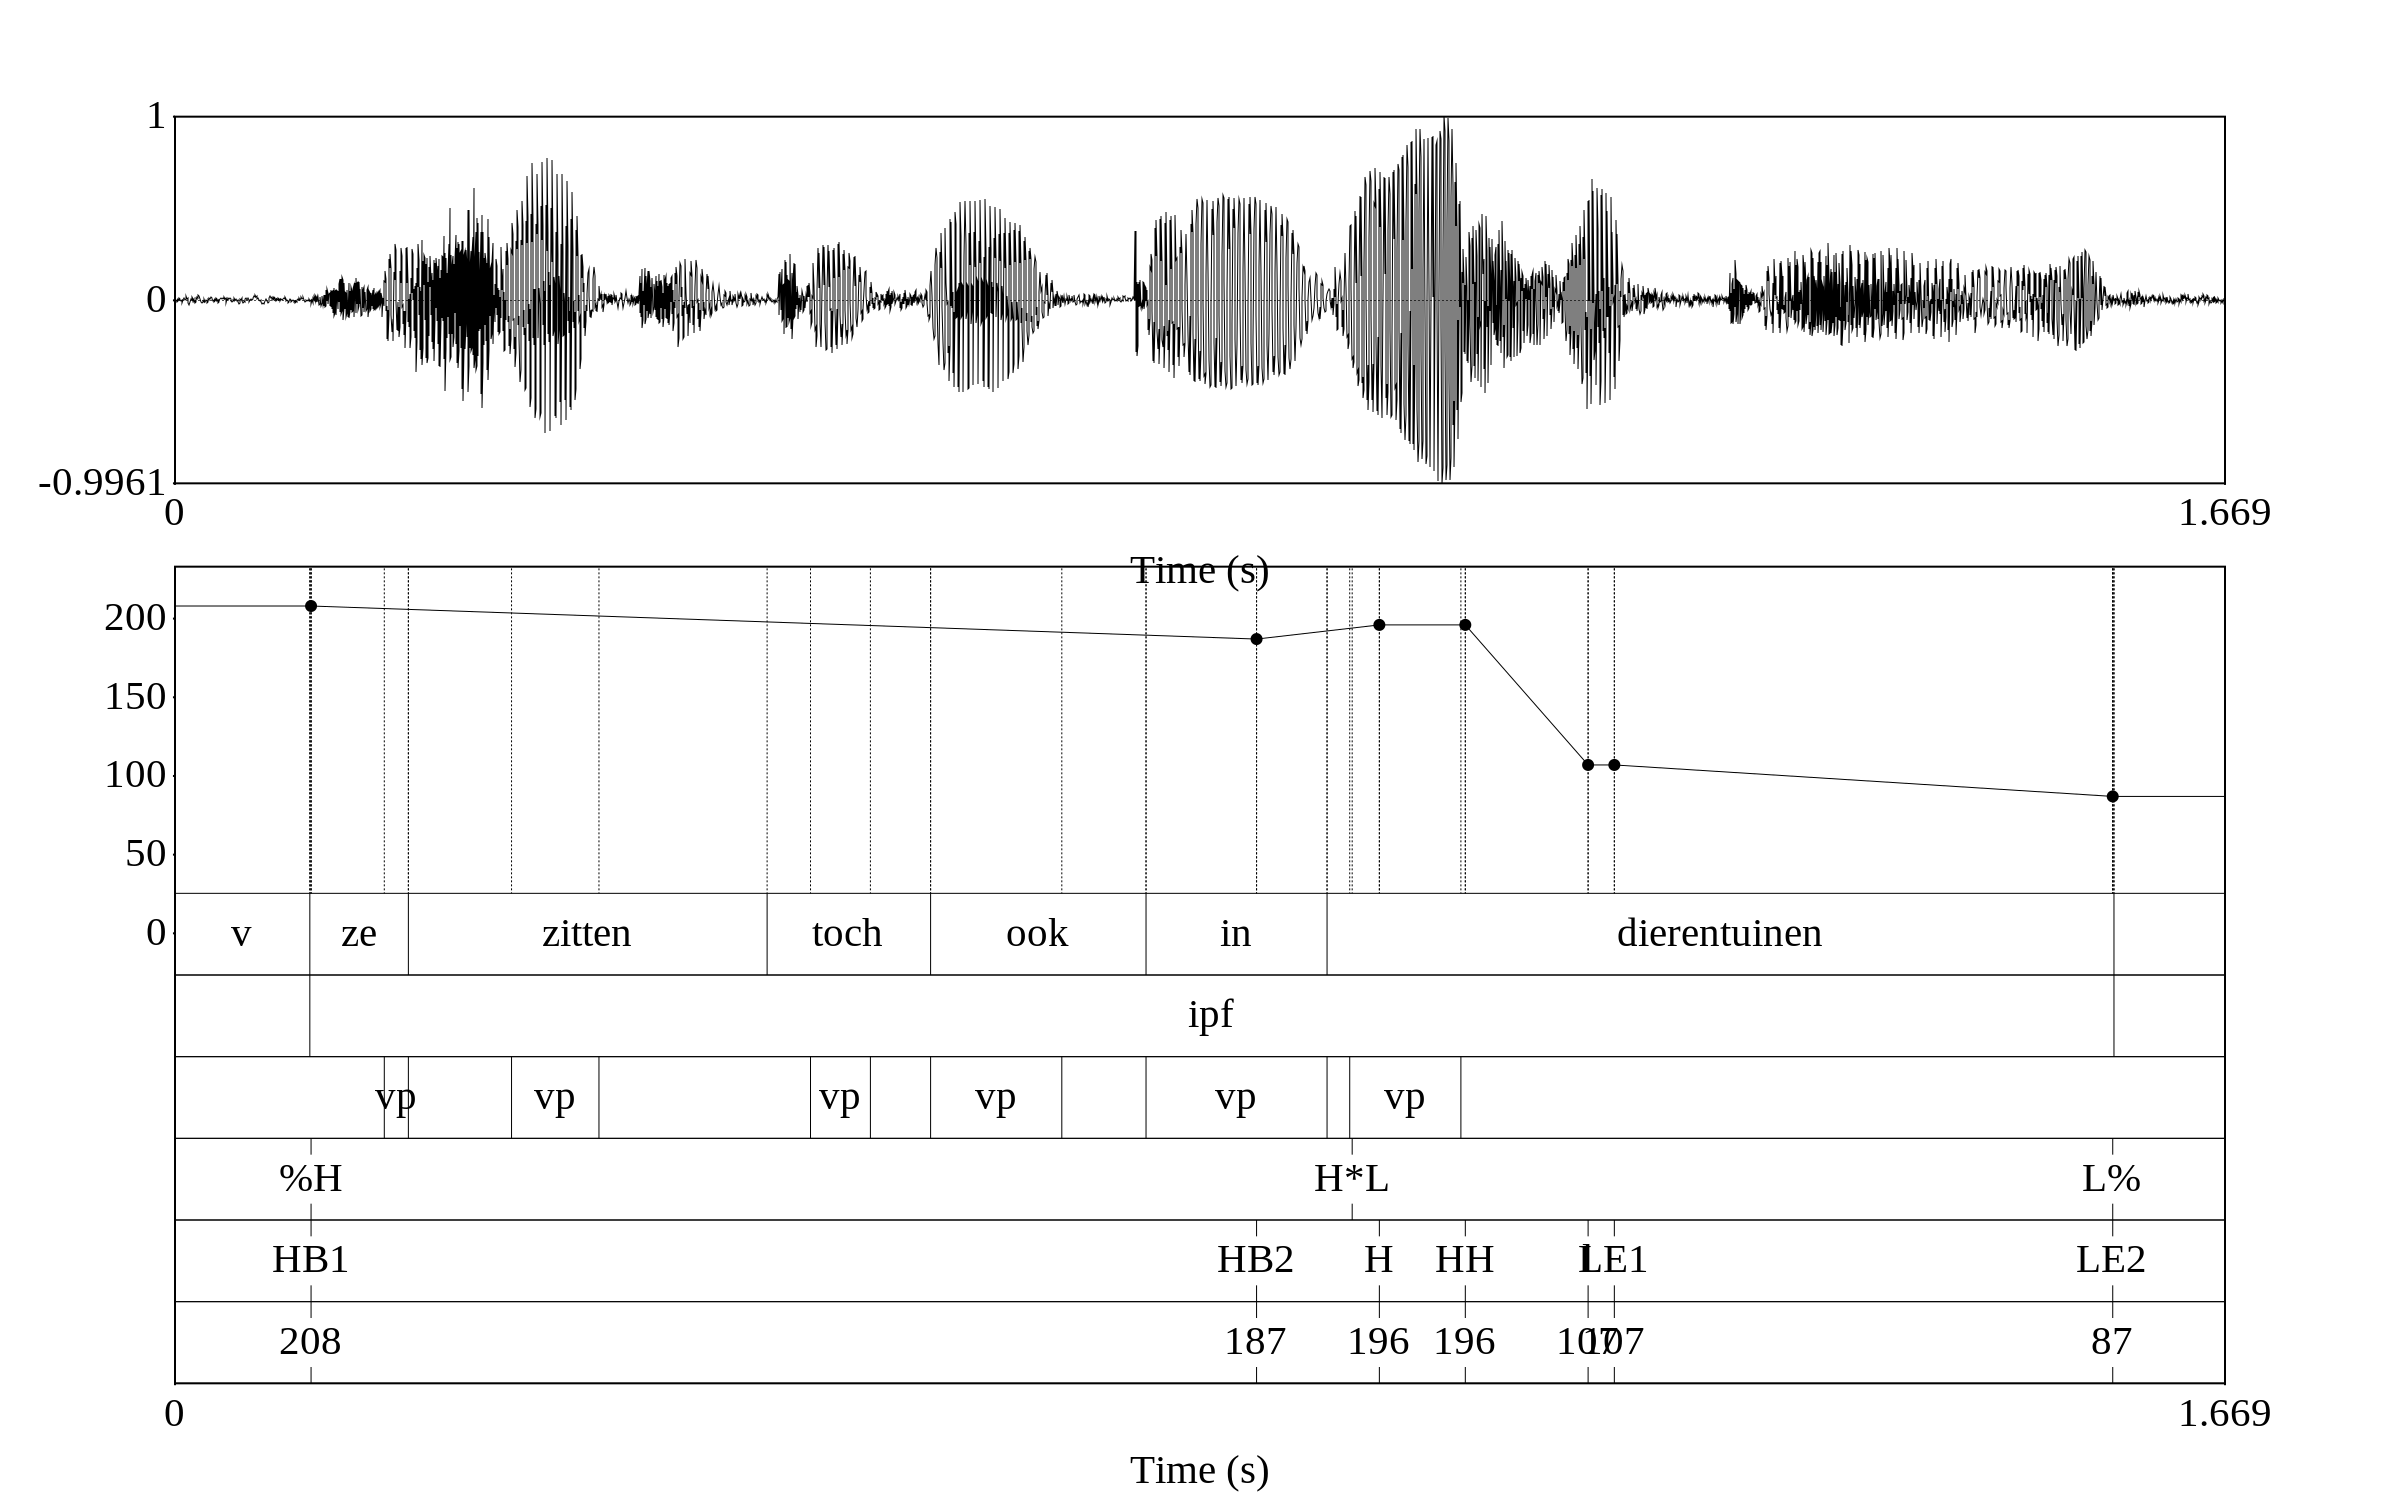 1
0
-0.9961
0 1.669
Time (s)
200
150
100
50
0 v ze zitten toch ook in dierentuinen
ipf
vp vp vp vp vp vp
%H H*L L%
HB1 HB2 H HH L LE1 LE2
208 187 196 196 107 107 87
0 1.669
Time (s)